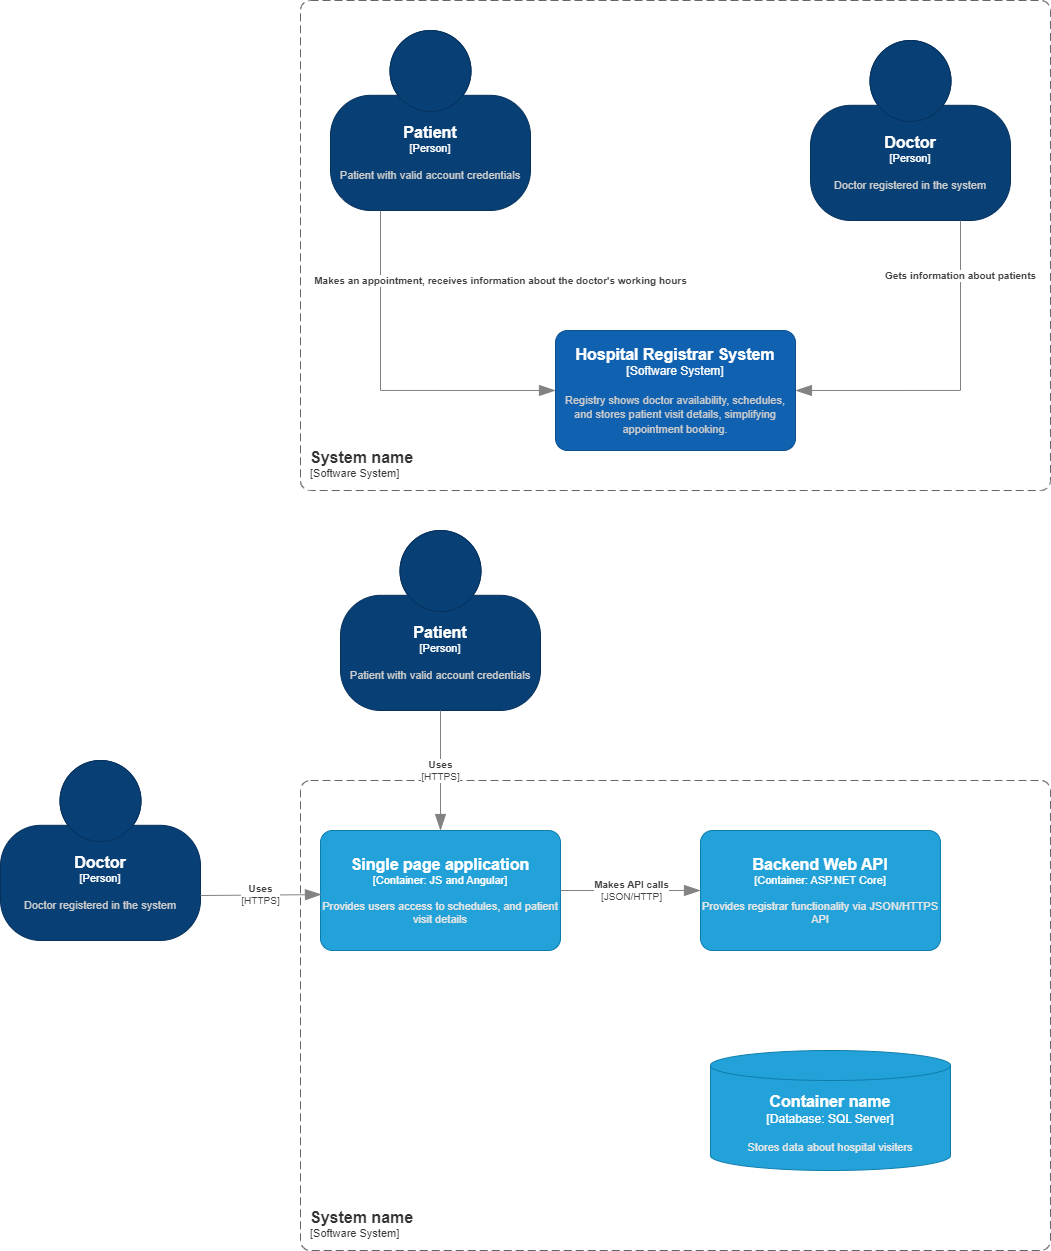 Patient
[Person]
Patient with valid account credentials
Doctor
[Person]
Doctor registered in the system
Makes an appointment, receives information about the doctor's working hours
Gets information about patients
Hospital Registrar System
[Software System]
Registry shows doctor availability, schedules,
and stores patient visit details, simplifying
appointment booking.
System name
[Software System]
Patient
[Person]
Patient with valid account credentials
Uses
[HTTPS]
Doctor
[Person]
Doctor registered in the system
Uses
[HTTPS]
Single page application
[Container: JS and Angular]
Provides users access to schedules, and patient
visit details
Makes API calls
[JSON/HTTP]
Backend Web API
[Container: ASP.NET Core]
Provides registrar functionality via JSON/HTTPS
API
Container name
[Database: SQL Server]
Stores data about hospital visiters
System name
[Software System]